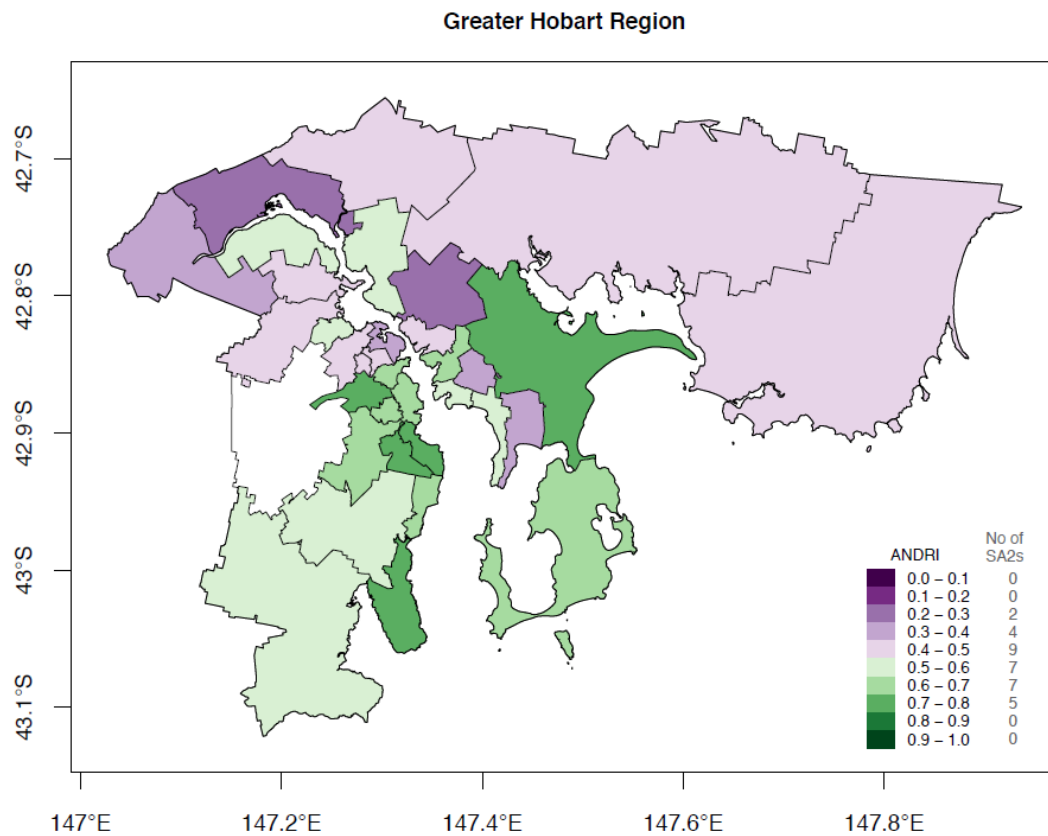 Greater Hobart Region
42.7°S
42.8°S
42.9°S
43°S
43.1°S
No of
ANDRI SA2s
0.0 – 0.1 0
0.1 – 0.2 0
0.2 – 0.3 2
0.3 – 0.4 4
0.4 – 0.5 9
0.5 – 0.6 7
0.6 – 0.7 7
0.7 – 0.8 5
0.8 – 0.9 0
0.9 – 1.0 0
147°E 147.2°E 147.4°E 147.6°E 147.8°E